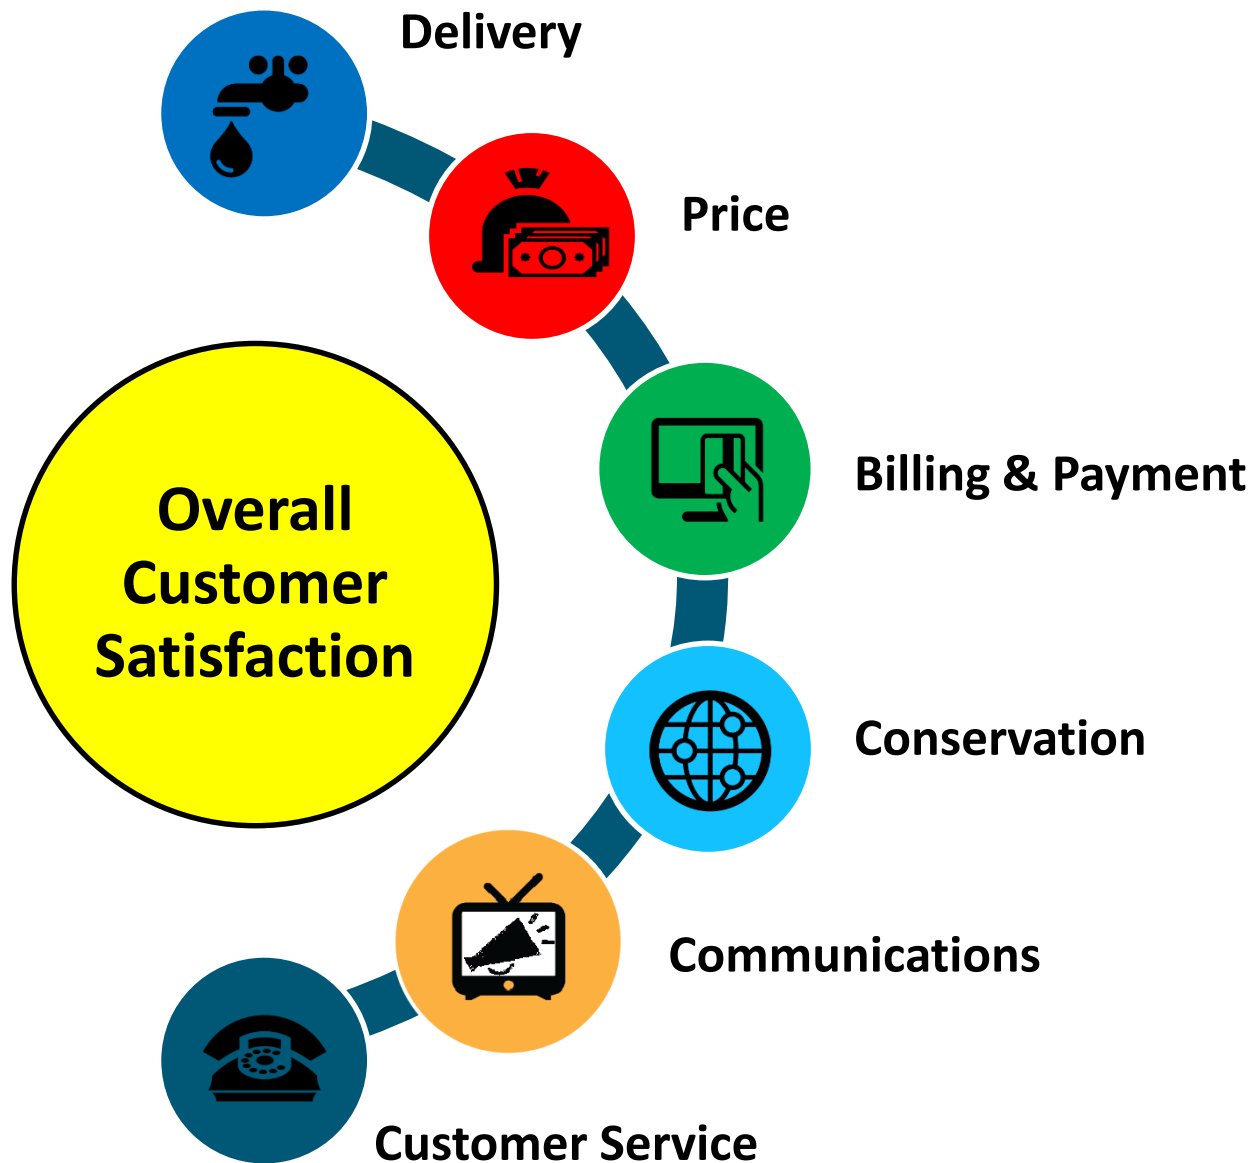 Delivery
Price
Billing & Payment
Overall
Customer
Satisfaction
Conservation
Communications
Customer Service